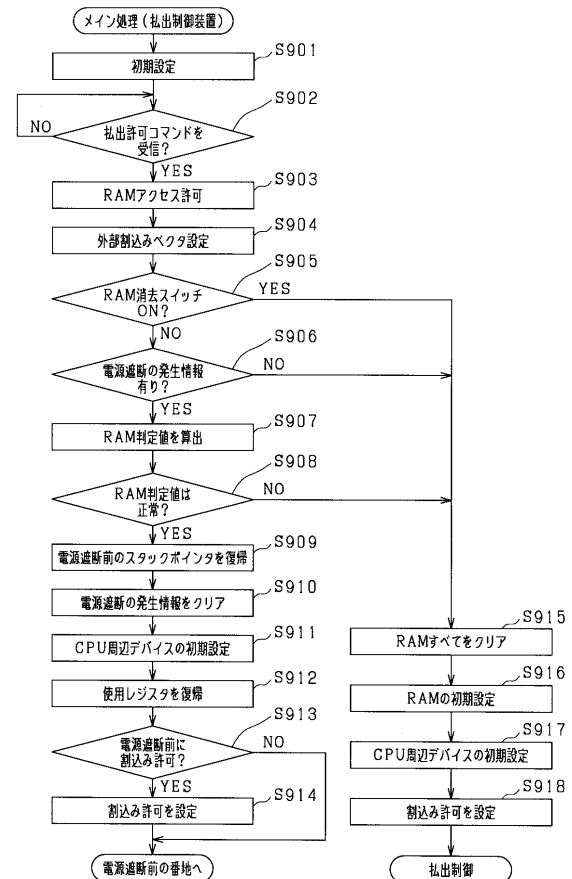 メイン処理(払出制御装置)
S901
初期設定
S902
NO
払出許可コマンドを
受信?
YES
S903
RAMアクセス許可
S904
外部割込みベクタ設定
S905
RAM消去スイッチ
ON?
YES
NO
S906
電源遮断の発生情報
有り?
NO
YES
S907
RAM判定値を算出
S908
RAM判定値は
正常?
NO
YES
S909
電源遮断前のスタックポインタを復帰
S910
電源遮断の発生情報をクリア
S911
CPU周辺デバイスの初期設定
S912
使用レジスタを復帰
S913
電源遮断前に
割込み許可?
NO
YES
S914
割込み許可を設定
電源遮断前の番地へ
S915
RAMすべてをクリア
S916
RAMの初期設定
S917
CPU周辺デバイスの初期設定
S918
割込み許可を設定
払出制御